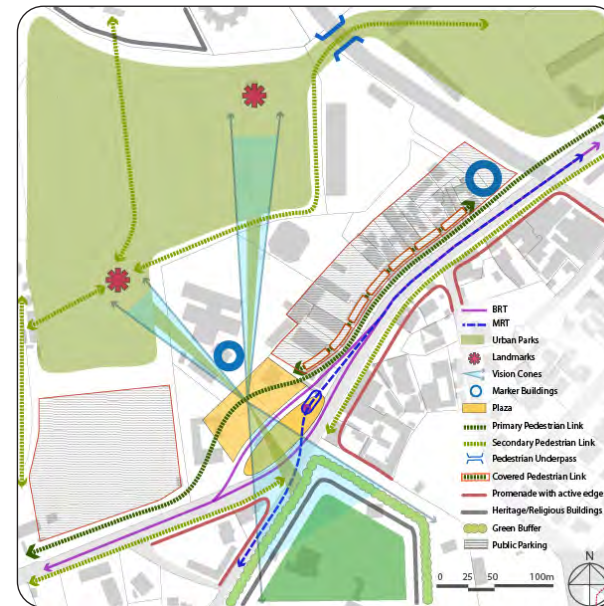 BRT
MRT
Urban Parks
Landmarks
Vision Cones
Marker Buildings
Plaza
Primary Pedestrian Link
Secondary Pedestrian Link
Pedestrian Underpass
Covered Pedestrian Link
Promenade with active edge
Heritage/Religious Buildings
Green Buffer
Public Parking
N
0 25 50 100m